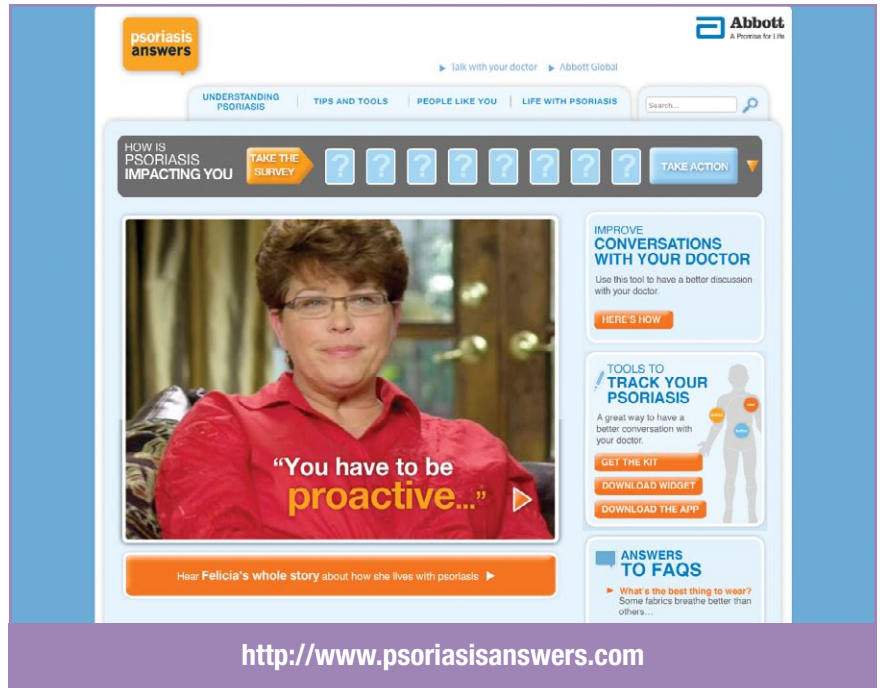 psoriasis
answers
Abbott
A Promise for Life
Talk with your doctor
Abbott Global
UNDERSTANDING
PSORIASIS
TIPS AND TOOLS
PEOPLE LIKE YOU
LIFE WITH PSORIASIS
Search...
HOW IS
PSORIASIS
IMPACTING YOU
TAKE THE
SURVEY
? ? ? ? ? ? ? ?
TAKE ACTION
"You have to be
proactive..."
Hear Felicia's whole story about how she lives with psoriasis
IMPROVE
CONVERSATIONS
WITH YOUR DOCTOR
Use this tool to have a better discussion
with your doctor.
HERE'S HOW
TOOLS TO
TRACK YOUR
PSORIASIS
A great way to have a
better conversation with
your doctor.
GET THE KIT
DOWNLOAD WIDGET
DOWNLOAD THE APP
ANSWERS
TO FAQS
What's the best thing to wear?
Some fabrics breathe better than
others...
http://www.psoriasisanswers.com